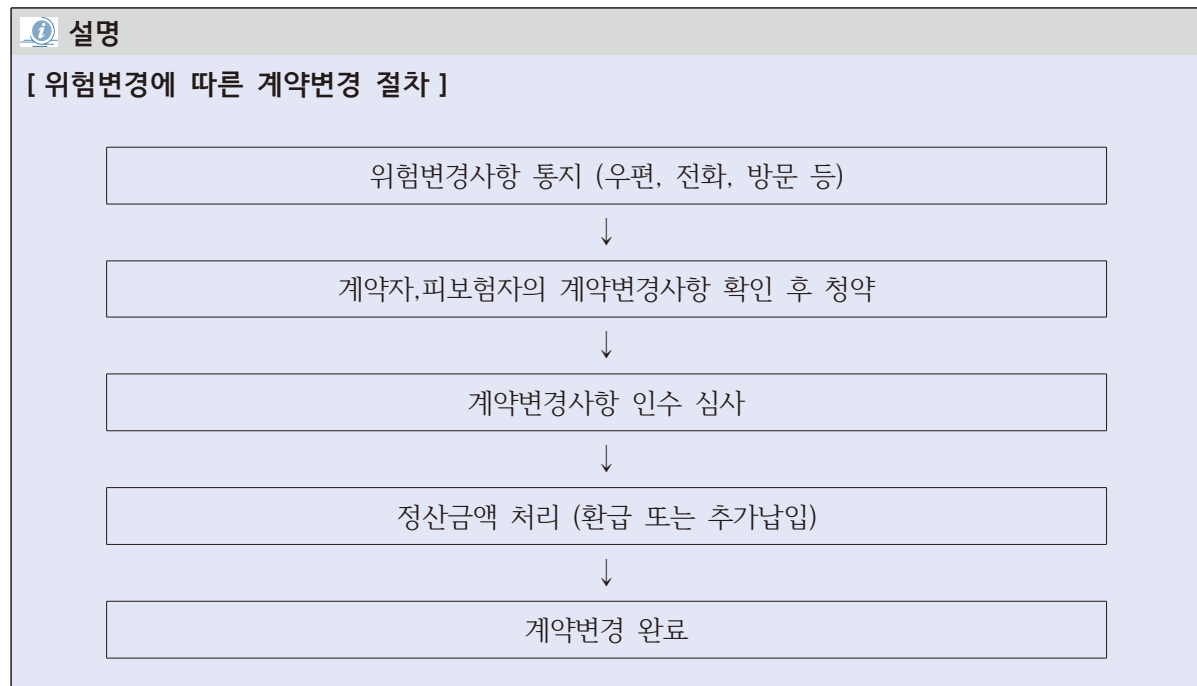 설명
[ 위험변경에 따른 계약변경 절차 ]
위험변경사항 통지 (우편, 전화, 방문 등)
↓
계약자,피보험자의 계약변경사항 확인 후 청약
↓
계약변경사항 인수 심사
↓
정산금액 처리 (환급 또는 추가납입)
↓
계약변경 완료